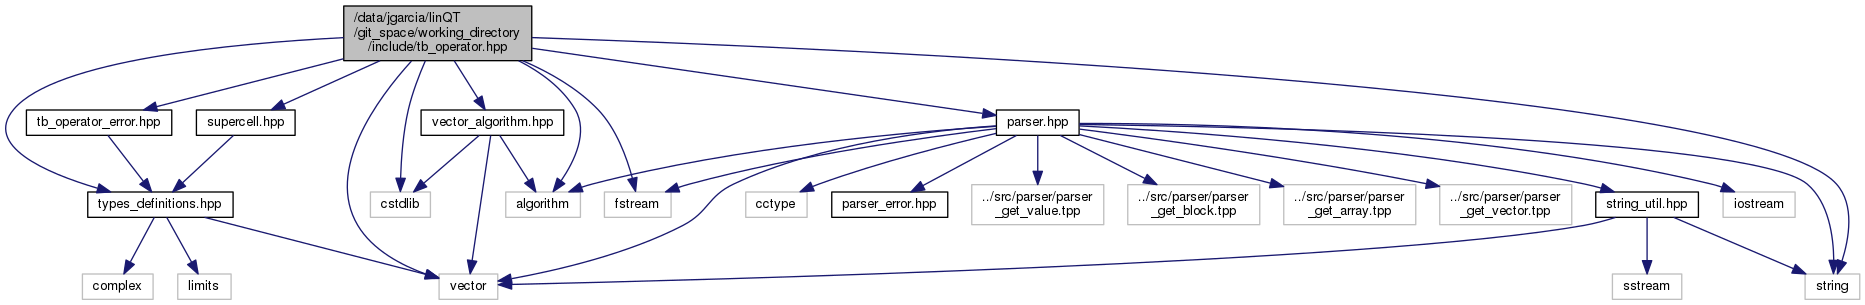 /data/jgarcia/linQT
/git_space/working_directory
/include/tb_operator.hpp
tb_operator_error.hpp
supercell.hpp
vector_algorithm.hpp
parser.hpp
types_definitions.hpp
cstdlib
algorithm
fstream
cctype
parser_error.hpp
../src/parser/parser
_get_value.tpp
../src/parser/parser
_get_block.tpp
../src/parser/parser
_get_array.tpp
../src/parser/parser
_get_vector.tpp
string_util.hpp
iostream
complex
limits
vector
sstream
string